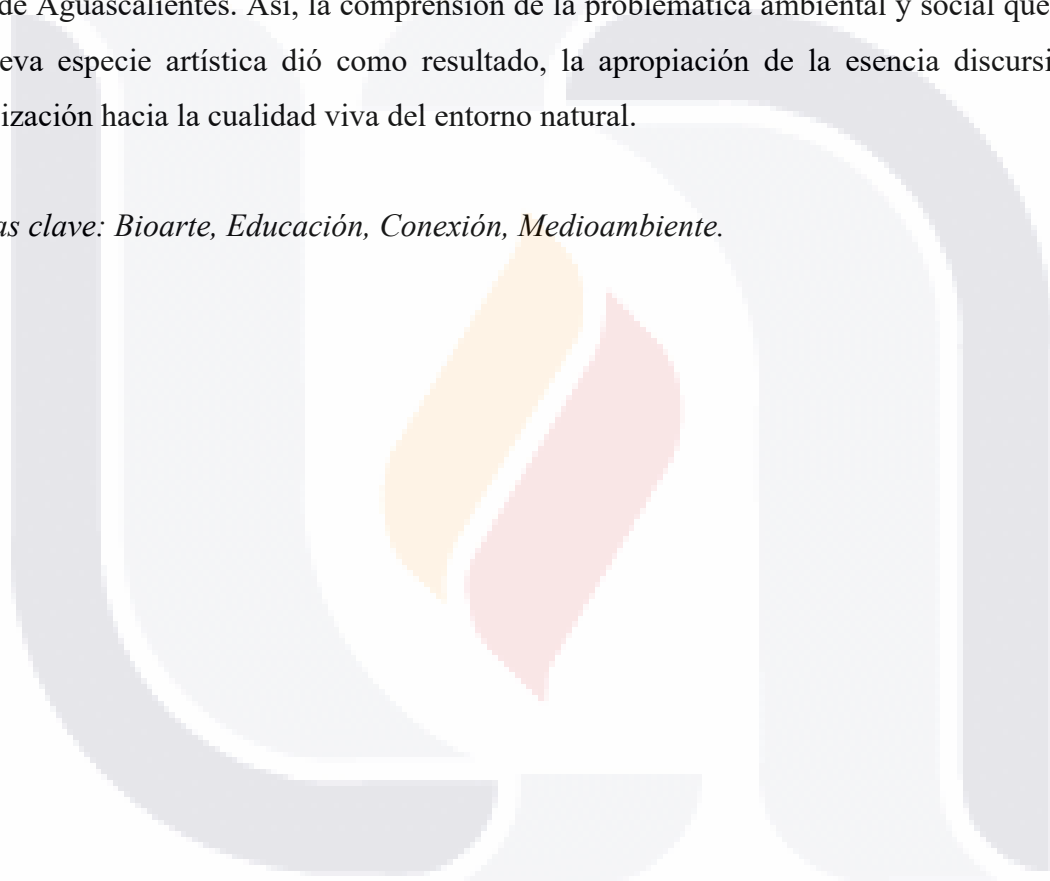 de Aguascalientes. Así, la comprensión de la problemática ambiental y social que
eva especie artística dió como resultado, la apropiación de la esencia discursi
ización hacia la cualidad viva del entorno natural.
as clave: Bioarte, Educación, Conexión, Medioambiente.